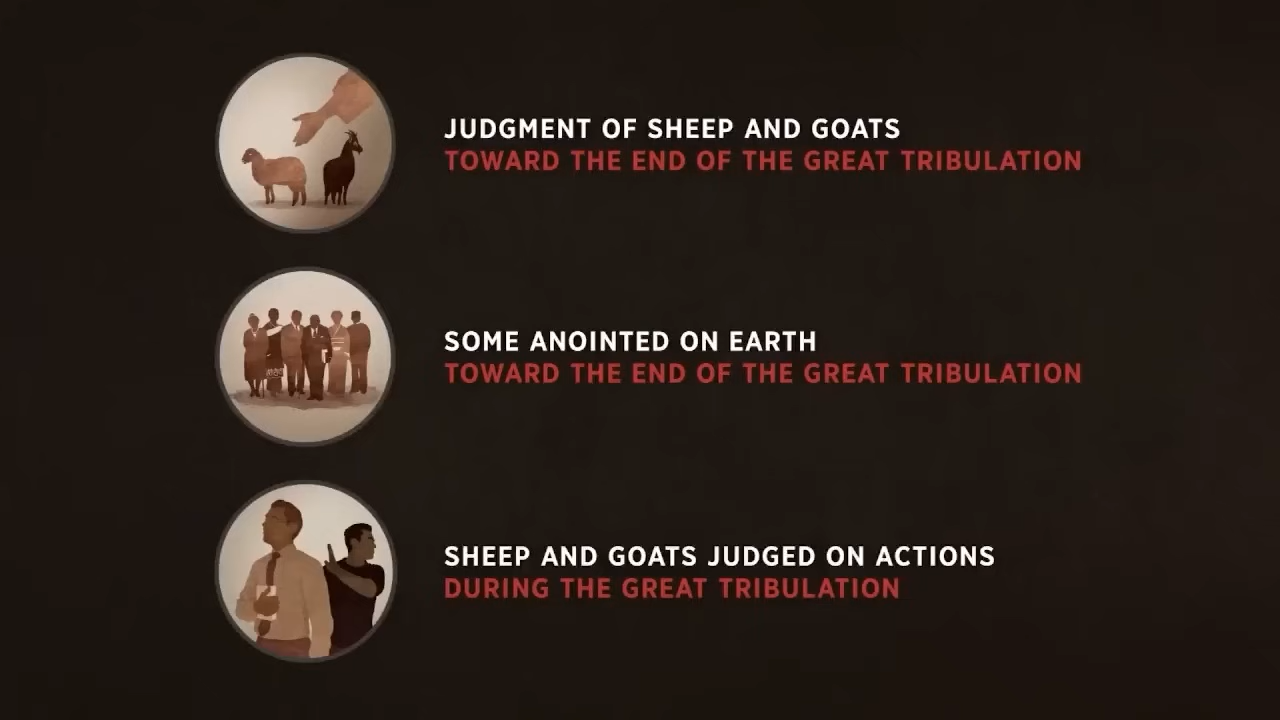 JUDGMENT OF SHEEP AND GOATS
TOWARD THE END OF THE GREAT TRIBULATION
SOME ANOINTED ON EARTH
TOWARD THE END OF THE GREAT TRIBULATION
SHEEP AND GOATS JUDGED ON ACTIONS
DURING THE GREAT TRIBULATION